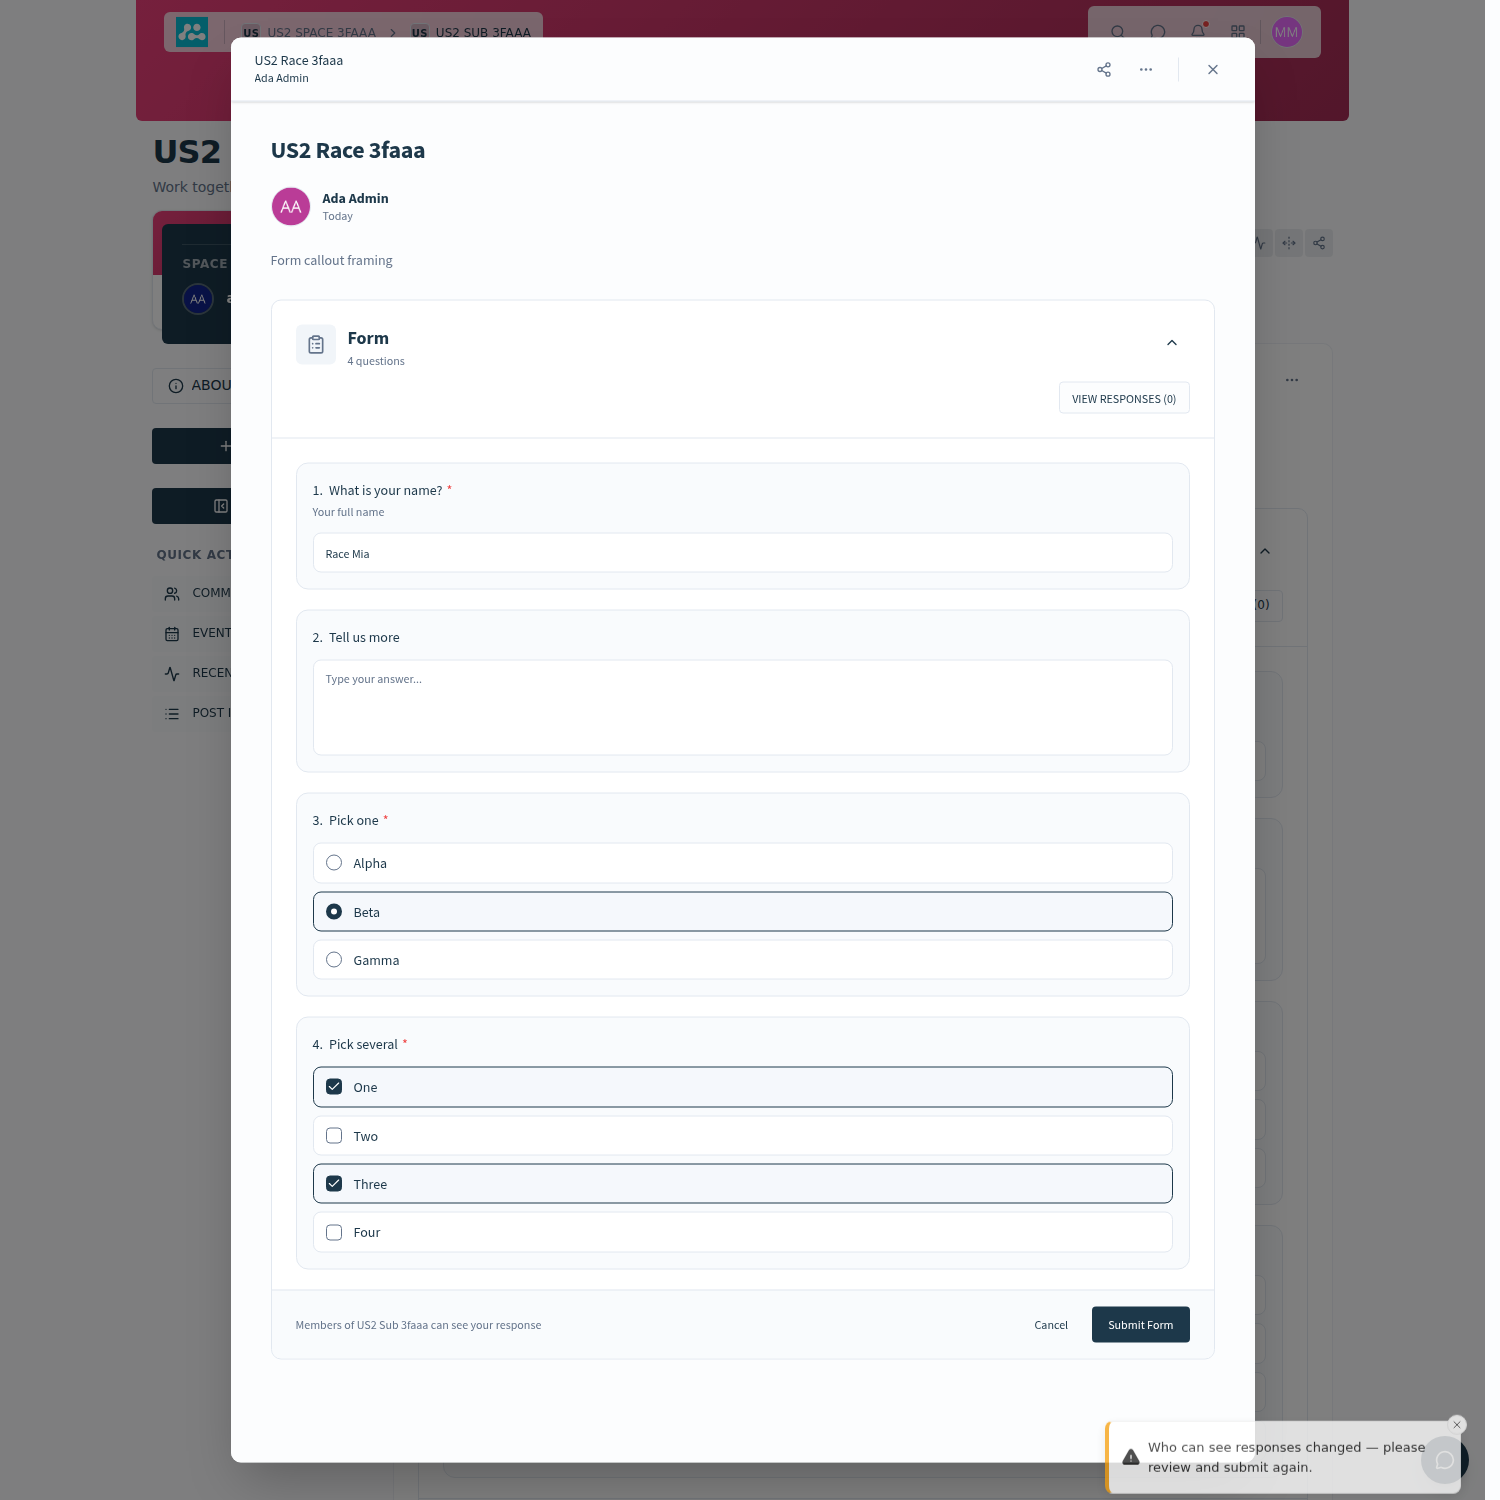 US US2 SPACE 3FAAA > US US2 SUB 3FAAA
MM
US2 Race 3faaa
Ada Admin
US2
Work toget
SPACE
AA
ABOU
QUICK ACT
COMM
EVENT
RECEN
POST
US2 Race 3faaa
AA
Ada Admin
Today
Form callout framing
Form
4 questions
VIEW RESPONSES (0)
(0)
1. What is your name? *
Your full name
Race Mia
2. Tell us more
Type your answer...
3. Pick one *
Alpha
Beta
Gamma
4. Pick several *
One
Two
Three
Four
Members of US2 Sub 3faaa can see your response
Cancel
Submit Form
Who can see responses changed — please
review and submit again.